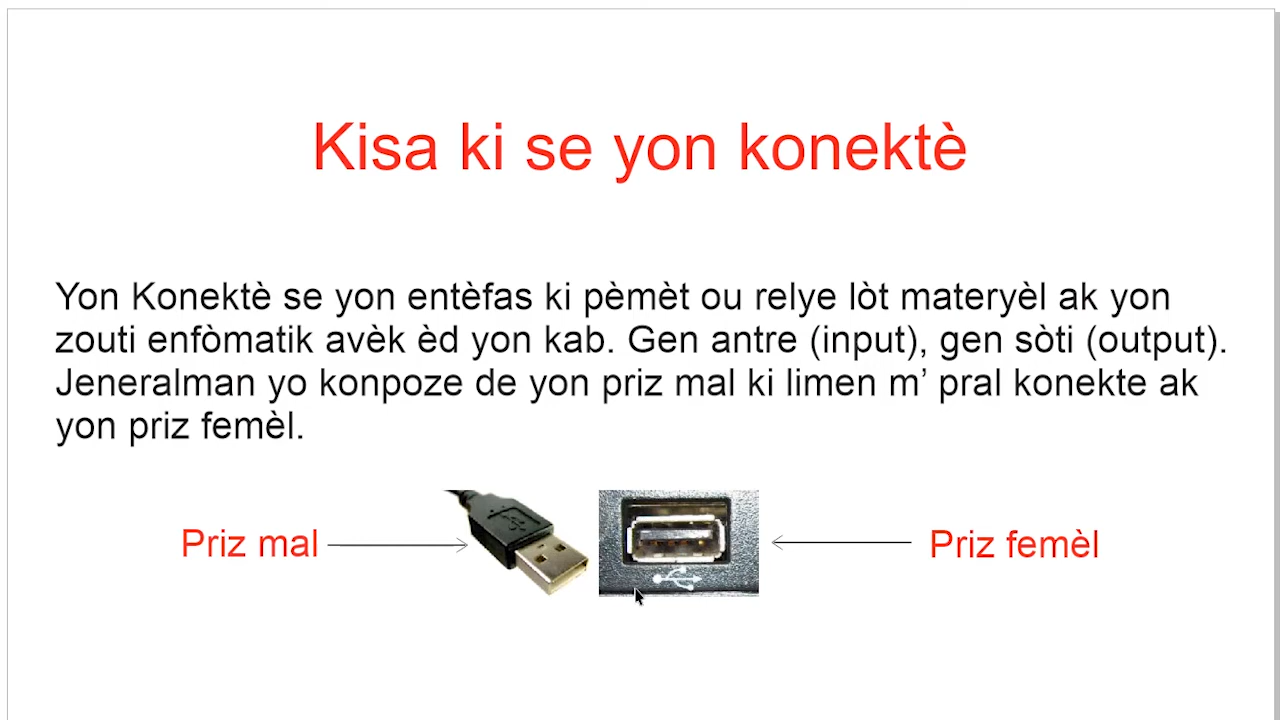 Kisa ki se yon konektè
Yon Konektè se yon entèfas ki pèmèt ou relye lòt materyèl ak yon
zouti enfòmatik avèk èd yon kab. Gen antre (input), gen sòti (output).
Jeneralman yo konpoze de yon priz mal ki limen m’ pral konekte ak
yon priz femèl.
Priz mal
Priz femèl